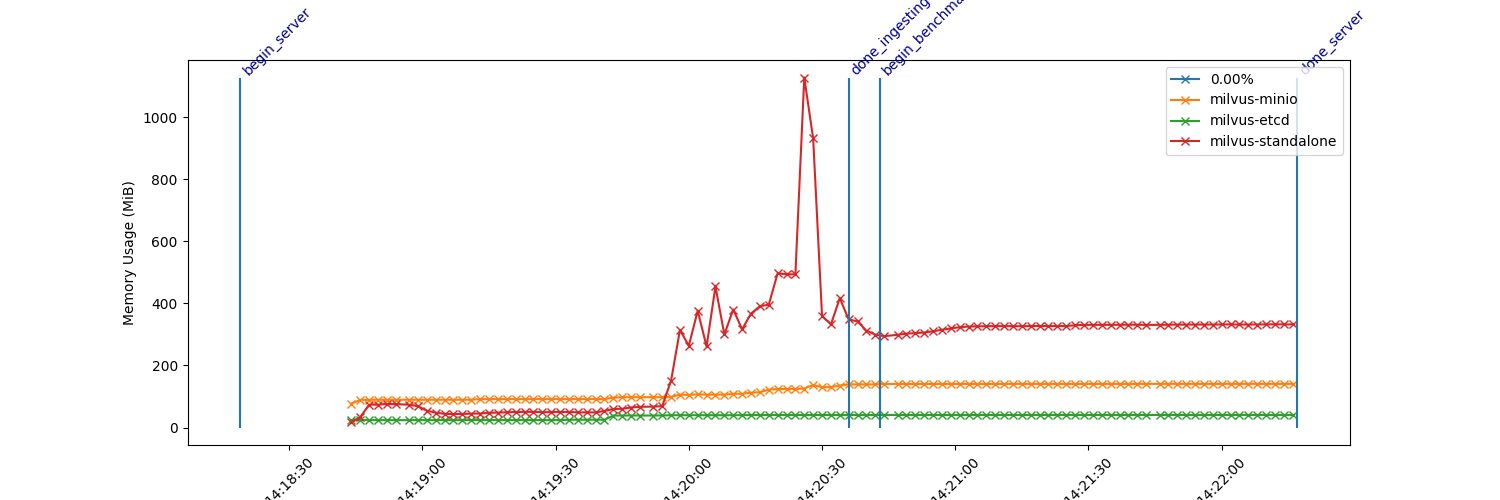 begin_server
done_ingesting
done_server
0.00%
milvus-minio
milvus-etcd
milvus-standalone
Memory Usage (MiB)
1000
800
600
400
200
0
14:18:30
14:19:00
14:19:30
14:20:00
14:20:30
14:21:00
14:21:30
14:22:00